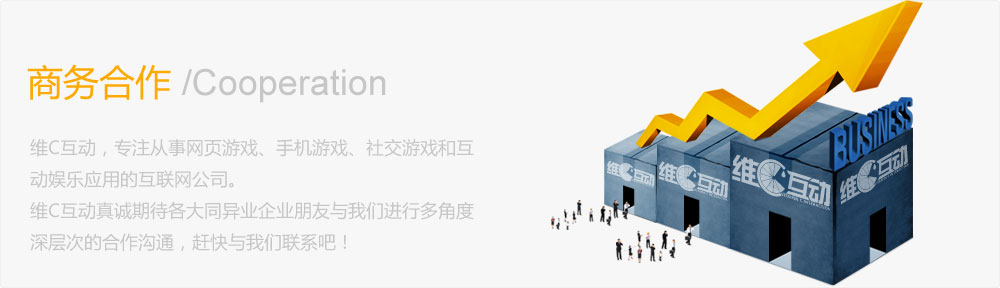 商务合作 /Cooperation
维C互动，专注从事网页游戏、手机游戏、社交游戏和互
动娱乐应用的互联网公司。
维C互动真诚期待各大同异业企业朋友与我们进行多角度
深层次的合作沟通，赶快与我们联系吧！
BUSINESS
维C互动
维C互动
维C互动
维C互动